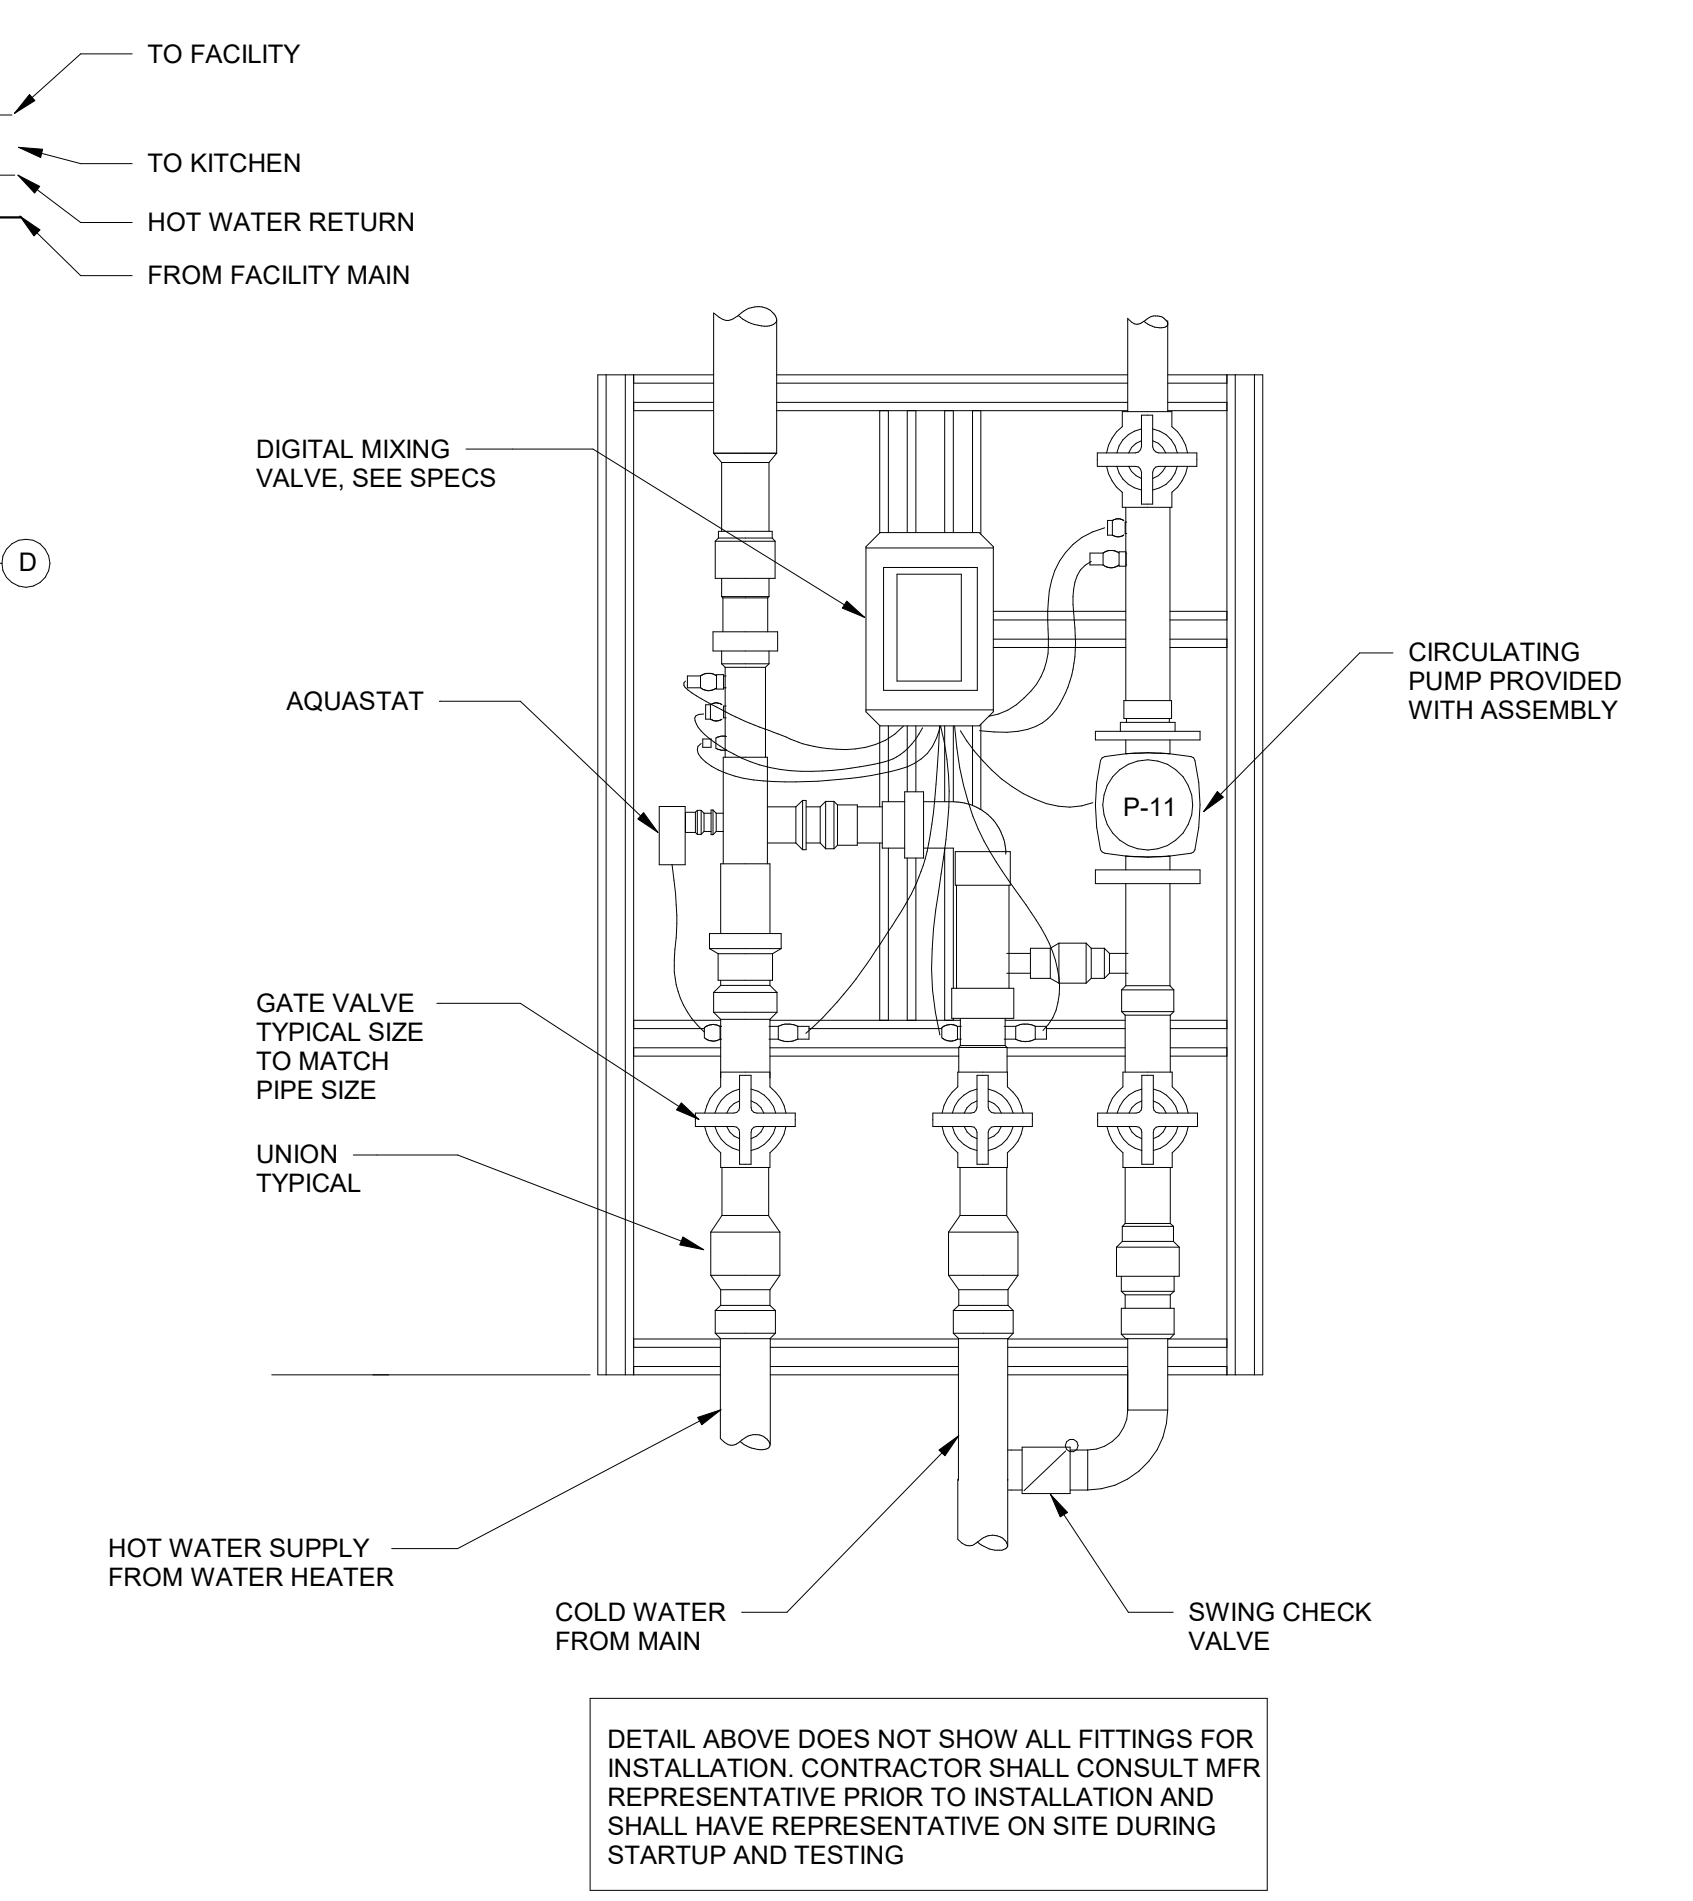 TO FACILITY
TO KITCHEN
HOT WATER RETURN
FROM FACILITY MAIN
DIGITAL MIXING
VALVE, SEE SPECS
D
CIRCULATING
PUMP PROVIDED
WITH ASSEMBLY
AQUASTAT
P-11
GATE VALVE
TYPICAL SIZE
TO MATCH
PIPE SIZE
UNION
TYPICAL
HOT WATER SUPPLY
FROM WATER HEATER
COLD WATER
FROM MAIN
SWING CHECK
VALVE
DETAIL ABOVE DOES NOT SHOW ALL FITTINGS FOR
INSTALLATION. CONTRACTOR SHALL CONSULT MFR
REPRESENTATIVE PRIOR TO INSTALLATION AND
SHALL HAVE REPRESENTATIVE ON SITE DURING
STARTUP AND TESTING